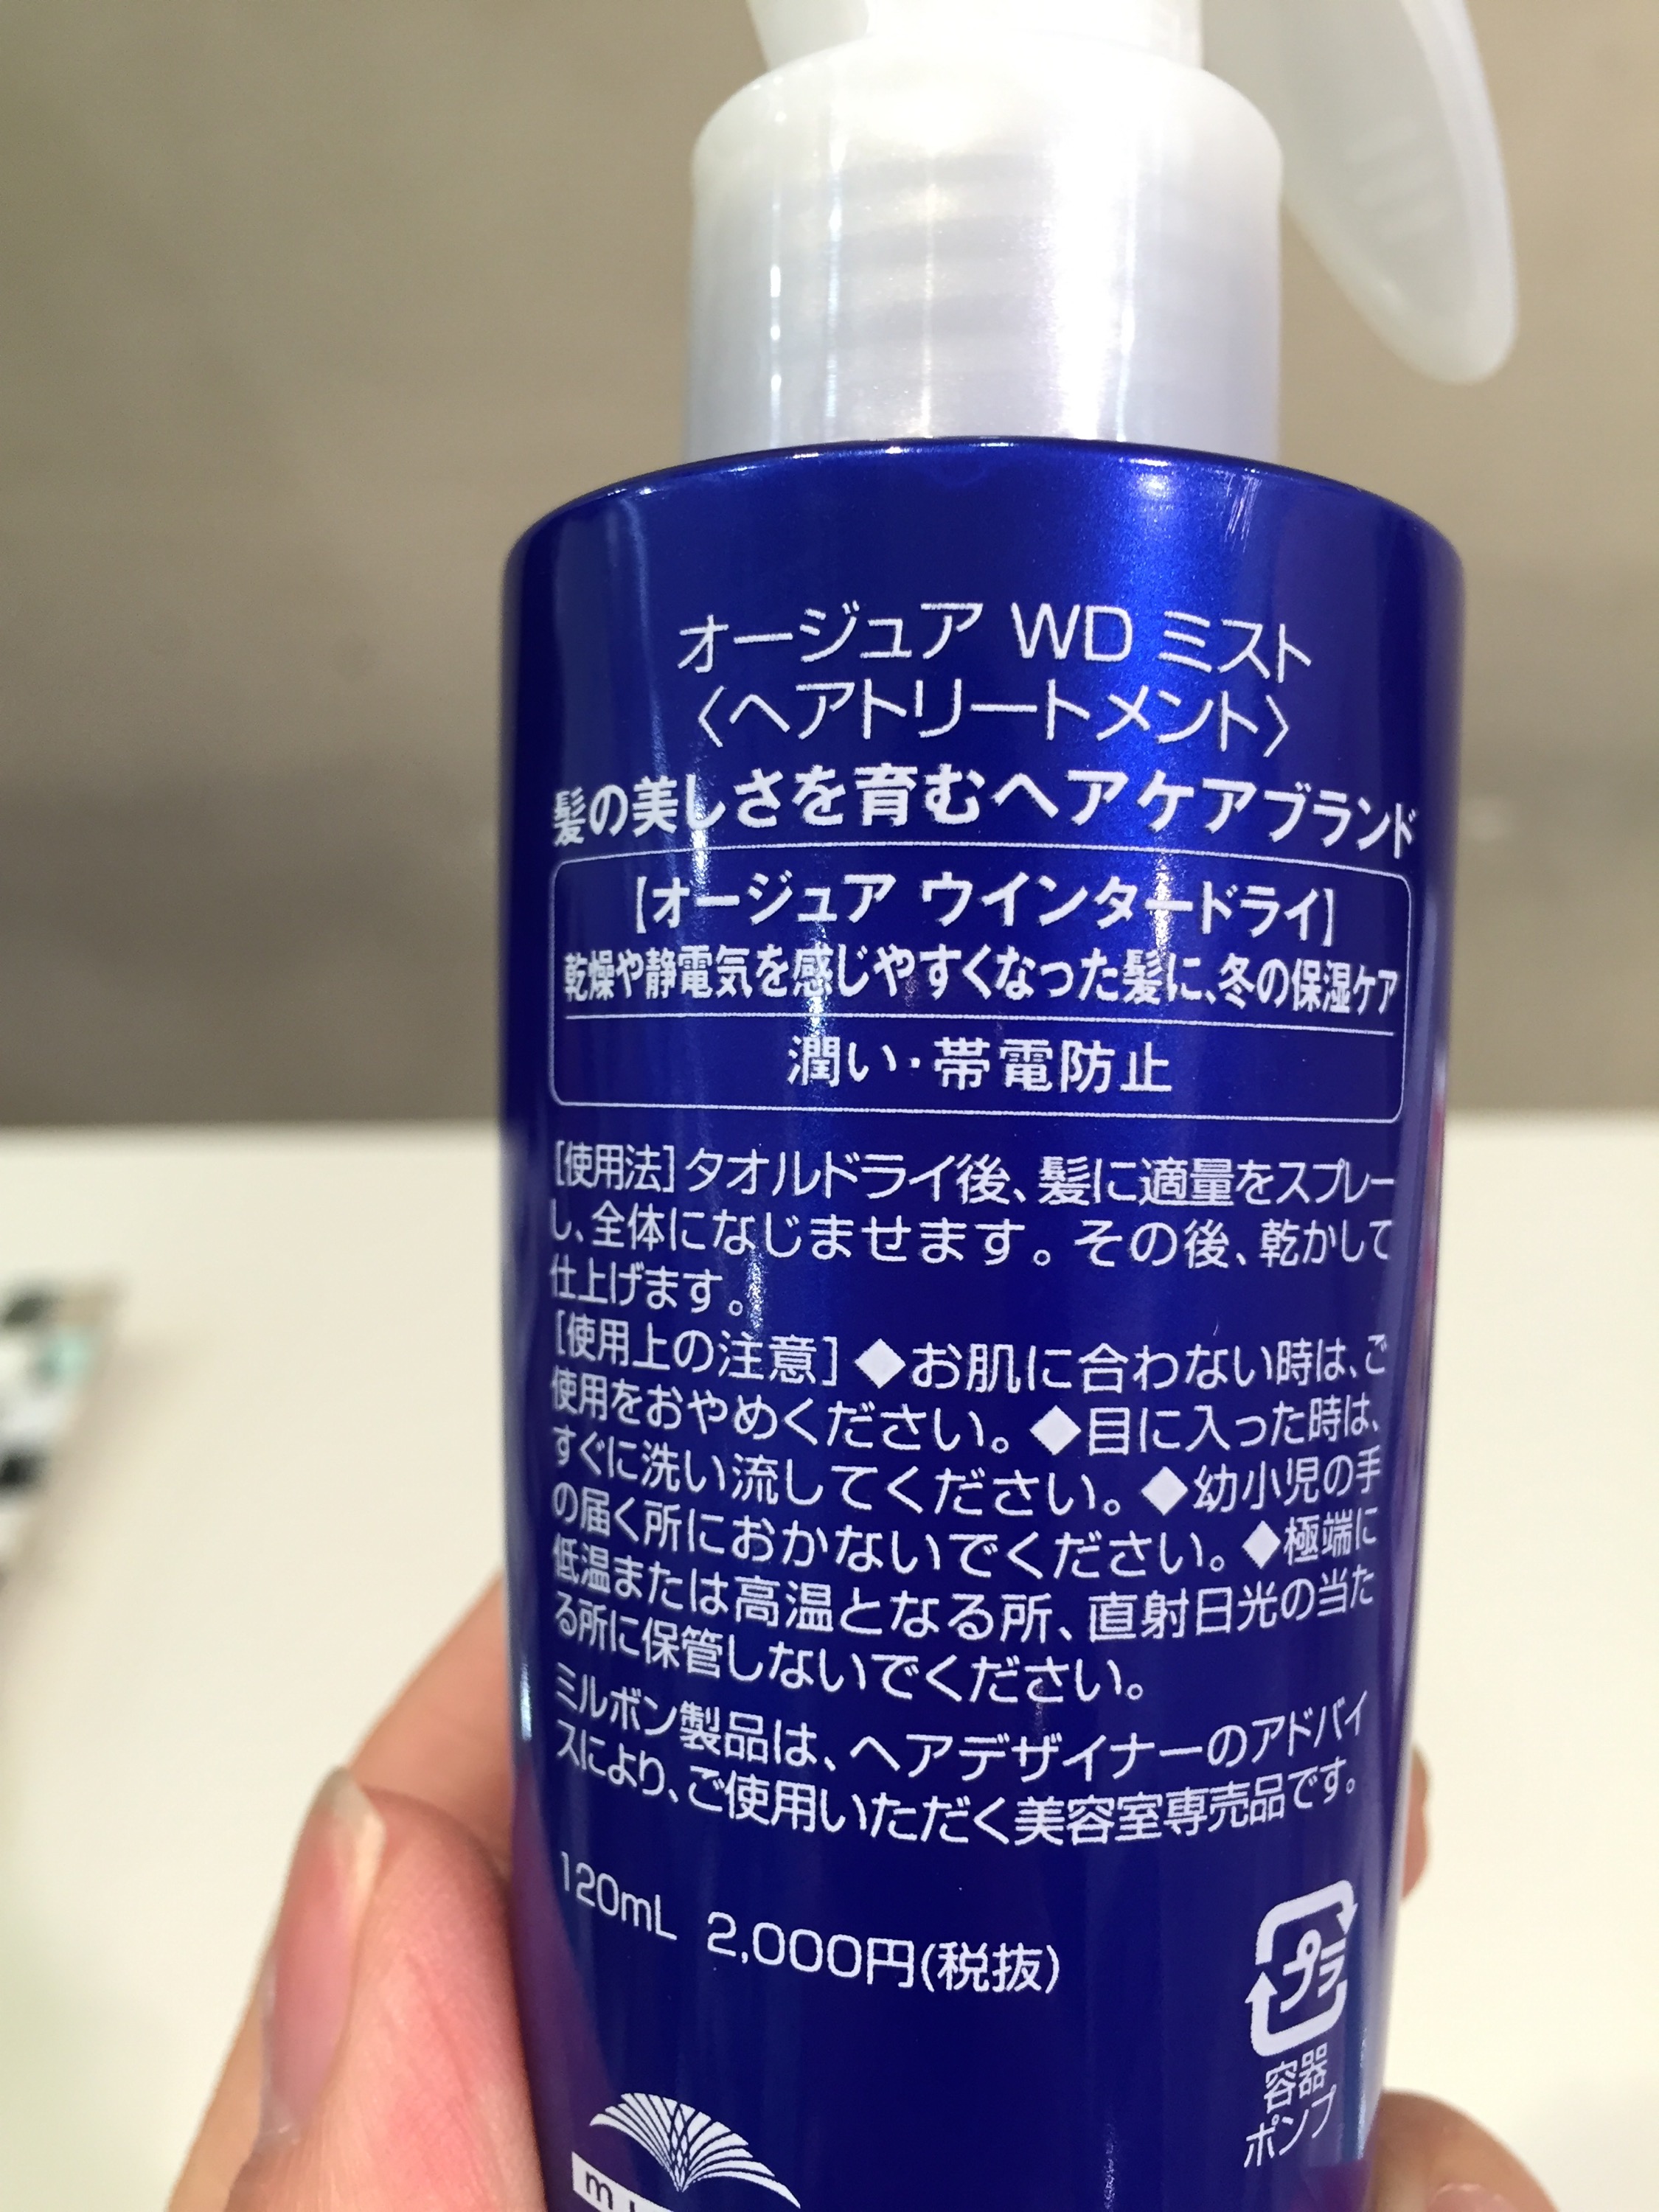 オージュア WD ミスト
〈ヘアトリートメント〉
髪の美しさを育むヘアケアブランド
【オージュア ウインタードライ】
乾燥や静電気を感じやすくなった髪に、冬の保湿ケア
潤い・帯電防止
[使用法]タオルドライ後、髪に適量をスプレー
し、全体になじませます。その後、乾かして
仕上げます。
[使用上の注意]◆お肌に合わない時は、ご
使用をおやめください。◆目に入った時は、
すぐに洗い流してください。◆幼小児の手
の届く所におかないでください。◆極端に
低温または高温となる所、直射日光の当た
る所に保管しないでください。
ミルボン製品は、ヘアデザイナーのアドバイ
スにより、ご使用いただく美容室専売品です。
120mL 2,000円(税抜)
プラ
容器
ポンプ